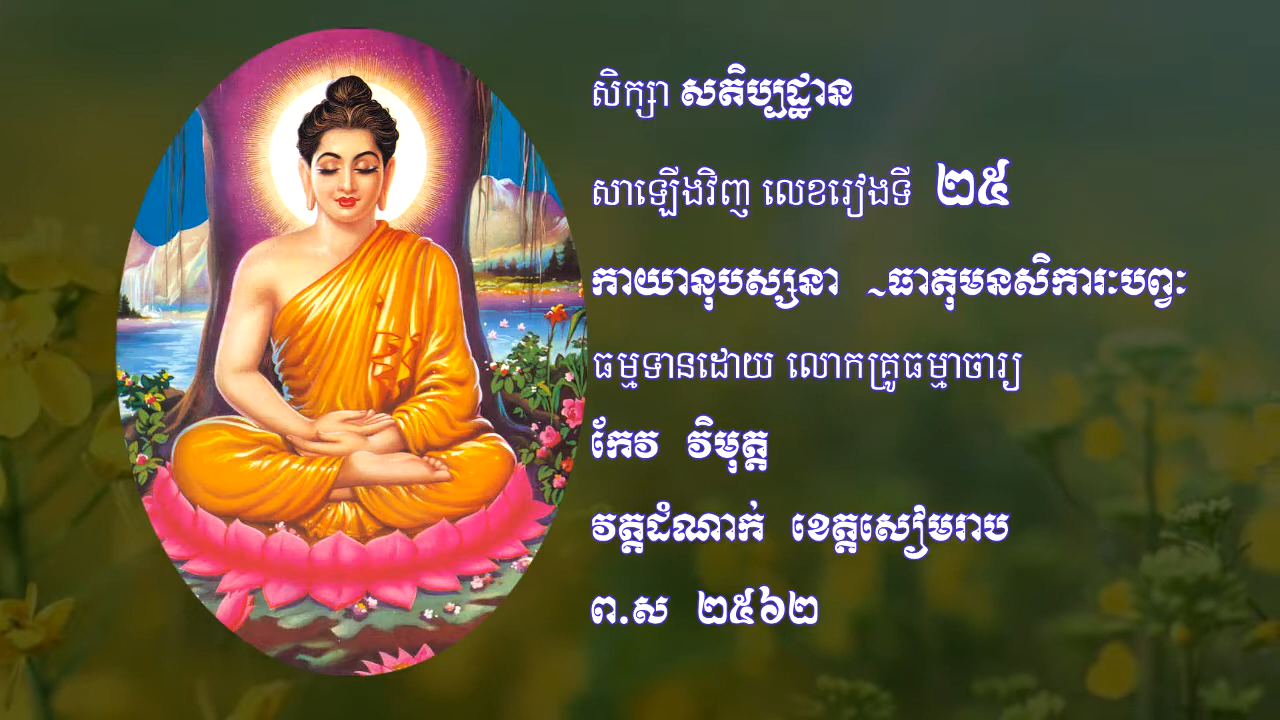 សិក្សា សតិប្បដ្ឋាន
សាឡើងវិញ លេខរៀងទី ២៥
កាយានុបស្សនា ~ធាតុមនសិការៈបព្វៈ
ធម្មទានដោយ លោកគ្រូធម្មាចារ្យ
កែវ វិមុត្ត
វត្តដំណាក់ ខេត្តសៀមរាប
ព.ស ២៥៦២